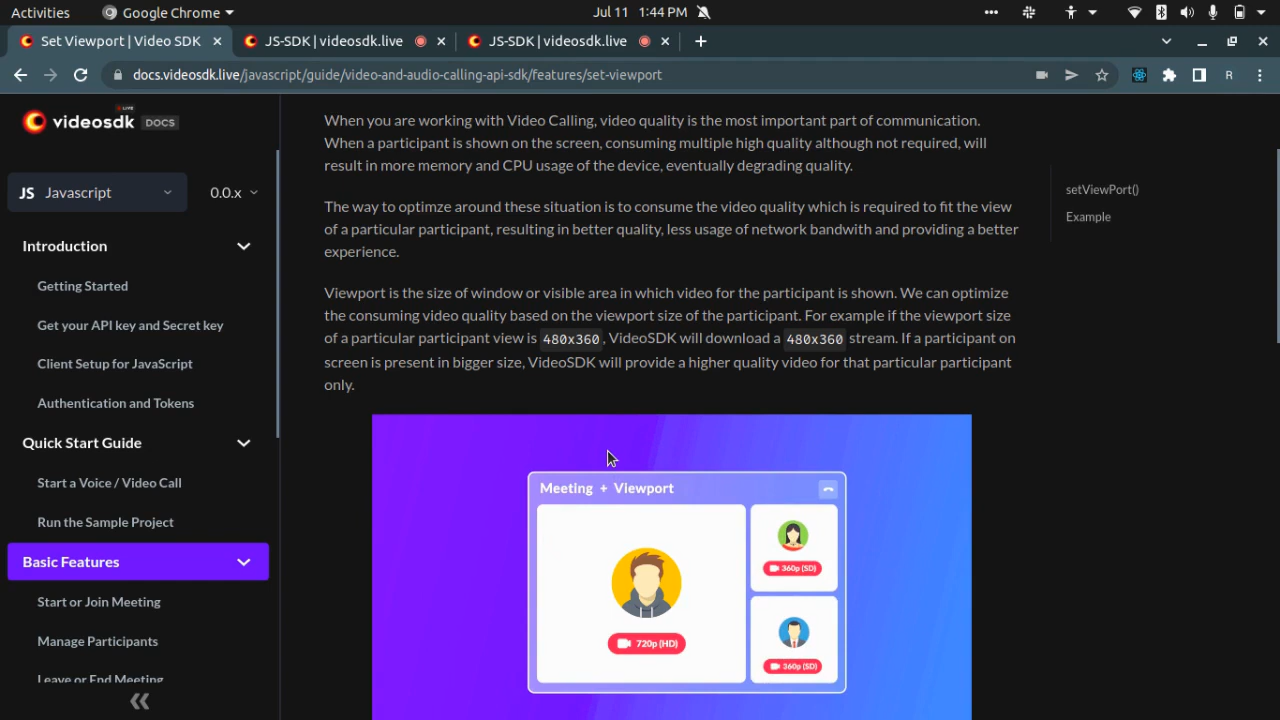 Activities
Google Chrome
Jul 11 1:44 PM
Set Viewport | Video SDK
JS-SDK | videosdk.live
JS-SDK | videosdk.live
docs.videosdk.live/javascript/guide/video-and-audio-calling-api-sdk/features/set-viewport
R
LIVE
videosdk DOCS
JS Javascript
0.0.x
Introduction
Getting Started
Get your API key and Secret key
Client Setup for JavaScript
Authentication and Tokens
Quick Start Guide
Start a Voice / Video Call
Run the Sample Project
Basic Features
Start or Join Meeting
Manage Participants
Leave or End Meeting
When you are working with Video Calling, video quality is the most important part of communication.
When a participant is shown on the screen, consuming multiple high quality although not required, will
result in more memory and CPU usage of the device, eventually degrading quality.
The way to optimze around these situation is to consume the video quality which is required to fit the view
of a particular participant, resulting in better quality, less usage of network bandwith and providing a better
experience.
Viewport is the size of window or visible area in which video for the participant is shown. We can optimize
the consuming video quality based on the viewport size of the participant. For example if the viewport size
of a particular participant view is 480x360, VideoSDK will download a 480x360 stream. If a participant on
screen is present in bigger size, VideoSDK will provide a higher quality video for that particular participant
only.
Meeting + Viewport
720p (HD)
360p (SD)
360p (SD)
setViewPort()
Example